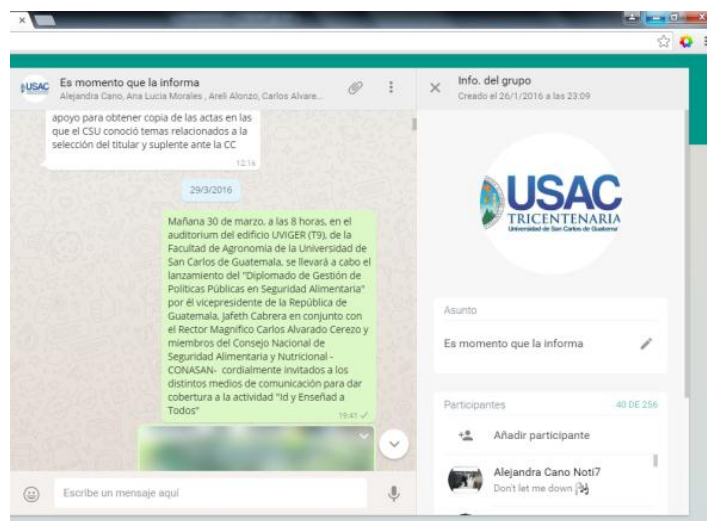 USAC
Es momento que la informa
Alejandra Cano, Ana Lucia Morales , Areli Alonzo, Carlos Alvare...
apoyo para obtener copia de las actas en las
que el CSU conoció temas relacionados a la
selección del titular y suplente ante la CC
12:16
29/3/2016
Mañana 30 de marzo, a las 8 horas, en el
auditorium del edificio UVIGER (T9), de la
Facultad de Agronomia de la Universidad de
San Carlos de Guatemala, se llevará a cabo el
lanzamiento del "Diplomado de Gestión de
Políticas Públicas en Seguridad Alimentaria"
por él vicepresidente de la República de
Guatemala, Jafeth Cabrera en conjunto con
el Rector Magnifico Carlos Alvarado Cerezo y
miembros del Consejo Nacional de
Seguridad Alimentaria y Nutricional -
CONASAN- cordialmente invitados a los
distintos medios de comunicación para dar
cobertura a la actividad "Id y Enseñad a
Todos"
19:41
Escribe un mensaje aquí
Info. del grupo
Creado el 26/1/2016 a las 23:09
USAC
TRICENTENARIA
Universidad de San Carlos de Guatemala
Asunto
Es momento que la informa
Participantes
40 DE 256
Añadir participante
Alejandra Cano Noti7
Don't let me down